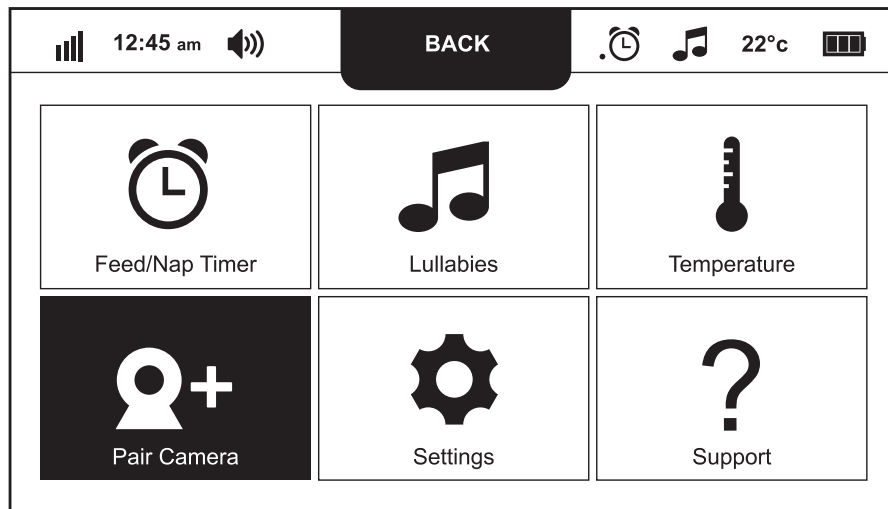 12:45 am BACK 22°c
Feed/Nap Timer Lullabies Temperature
Pair Camera Settings Support